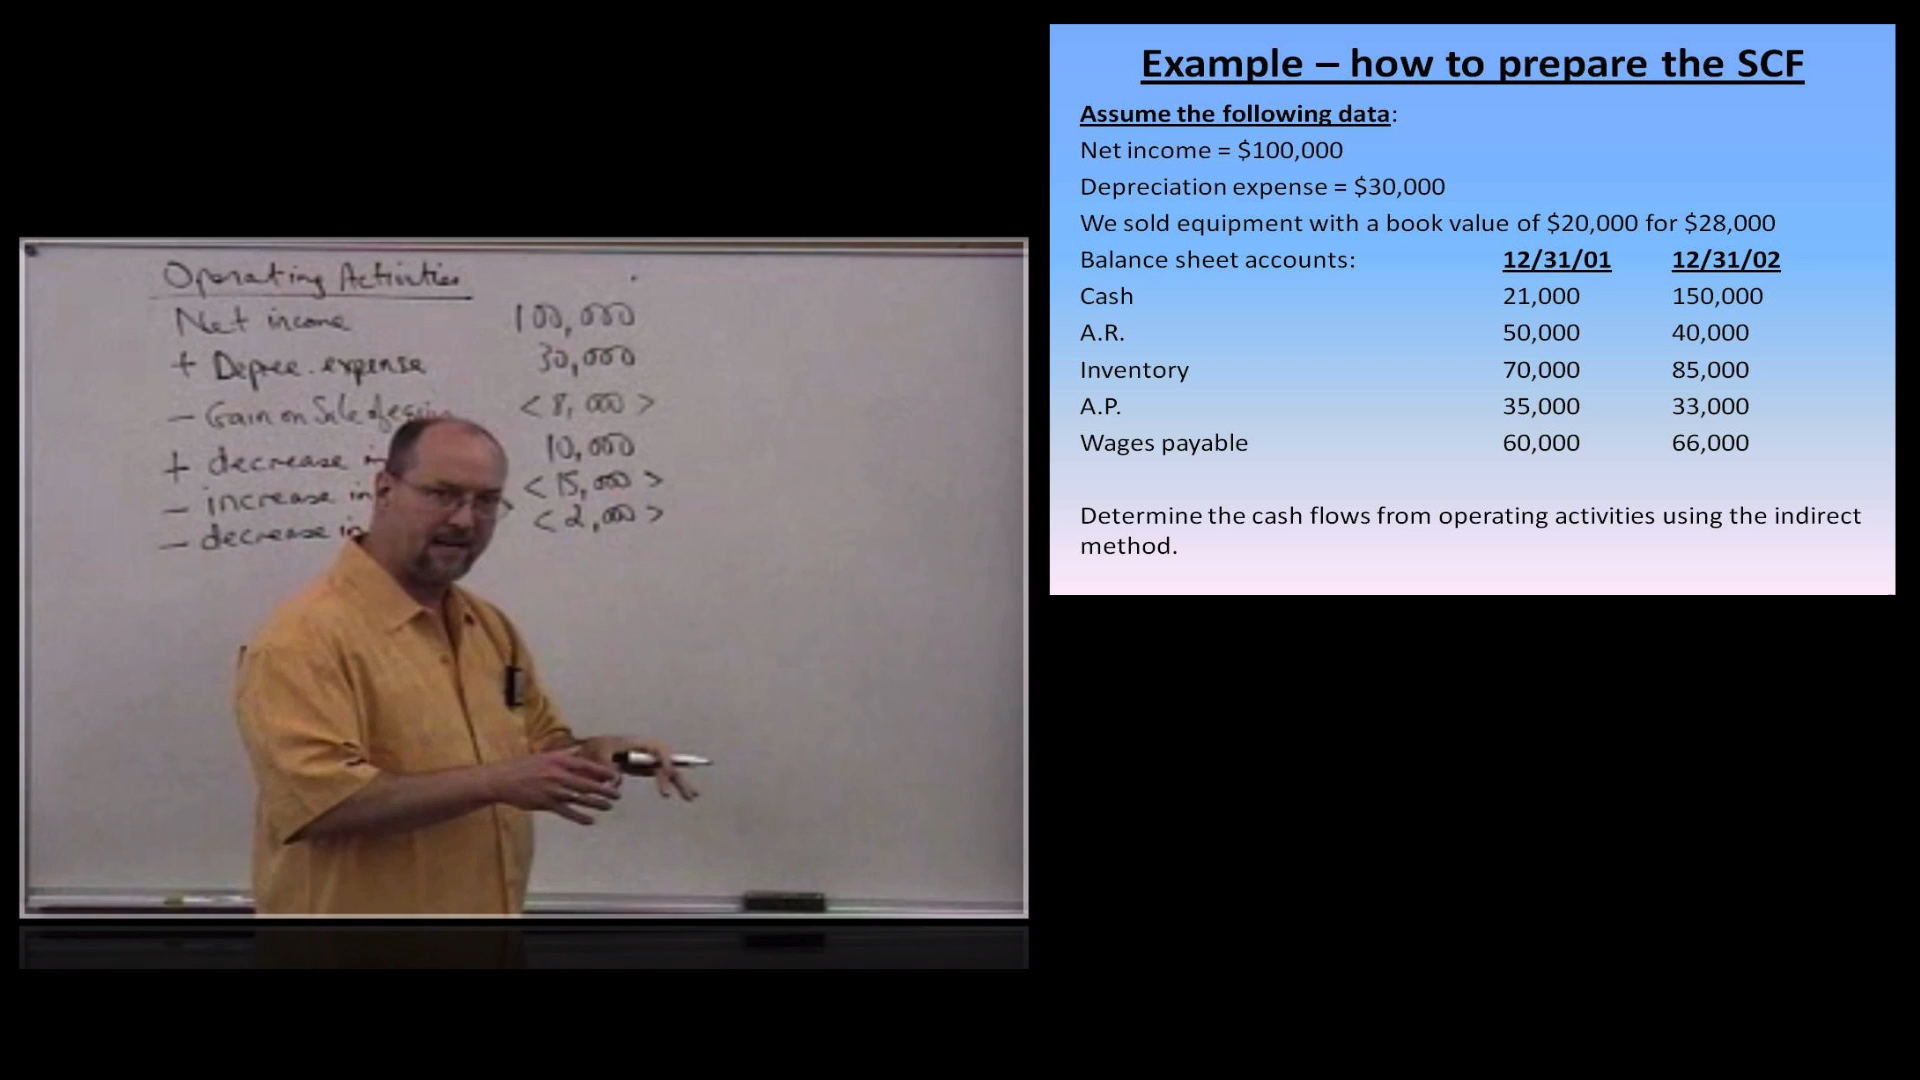 Example – how to prepare the SCF
Assume the following data:
Net income = $100,000
Depreciation expense = $30,000
We sold equipment with a book value of $20,000 for $28,000
Balance sheet accounts: 12/31/01 12/31/02
Cash 21,000 150,000
A.R. 50,000 40,000
Inventory 70,000 85,000
A.P. 35,000 33,000
Wages payable 60,000 66,000
Determine the cash flows from operating activities using the indirect
method.
Operating Activities
Net income 100,000
+ Deprec. expense 30,000
- Gain on Sale of <8,000>
+ decrease in 10,000
- increase in <15,000>
- decrease in <2,000>